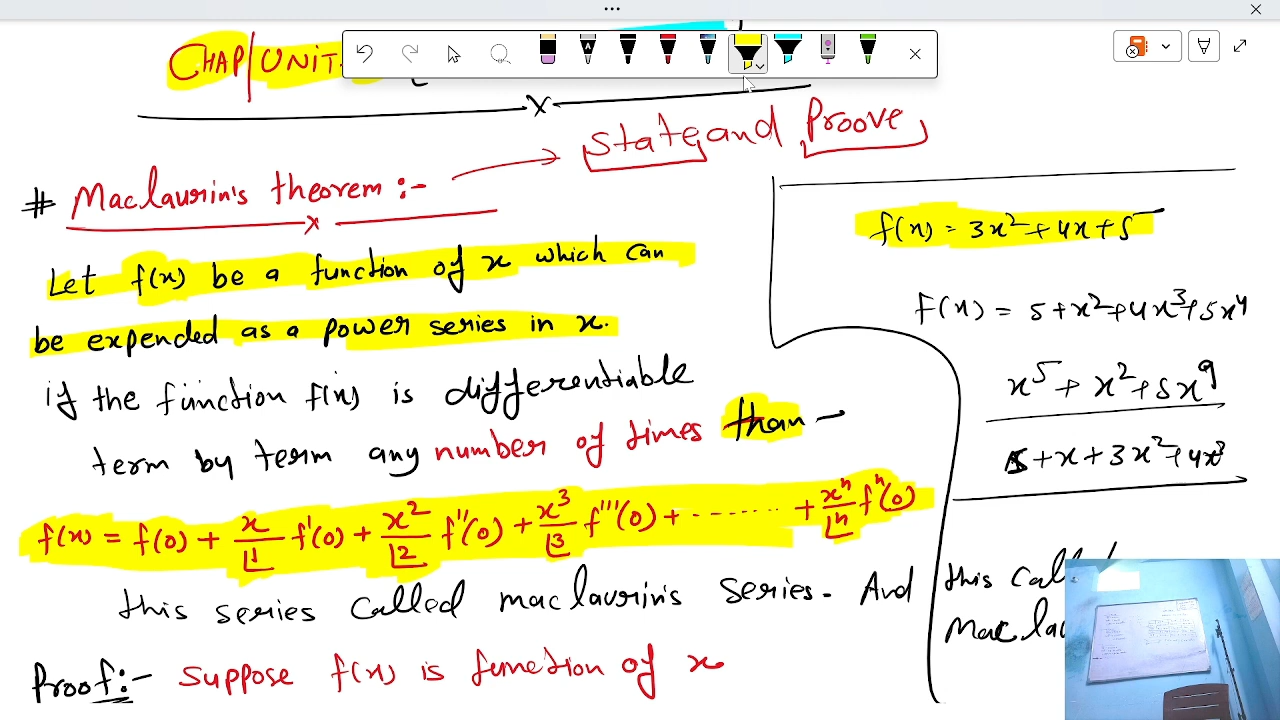 CHAP/UNIT
State and Proove
# Maclaurin's theorem :-
Let f(x) be a function of x which can
be expended as a power series in x.
if the function f(x) is differentiable
term by term any number of times than -
f(x) = f(0) + x/⌊1 f'(0) + x²/⌊2 f''(0) + x³/⌊3 f'''(0) + ........ + xⁿ/⌊n fⁿ(0)
this series called maclaurin's series. And
Proof :- Suppose f(x) is function of x
f(x) = 3x²+4x+5
f(x) = 5+x²+4x³+5x⁴
x⁵+x²+5x⁹
5+x+3x²+4x³
this